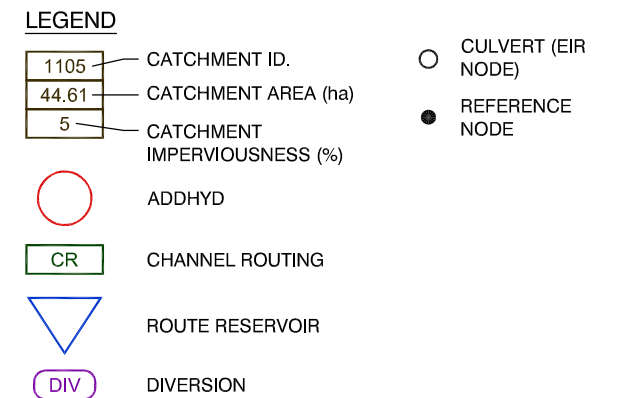 LEGEND
1105
CATCHMENT ID.
44.61
CATCHMENT AREA (ha)
5
CATCHMENT
IMPERVIOUSNESS (%)
ADDHYD
CR
CHANNEL ROUTING
ROUTE RESERVOIR
DIV
DIVERSION
CULVERT (EIR
NODE)
REFERENCE
NODE